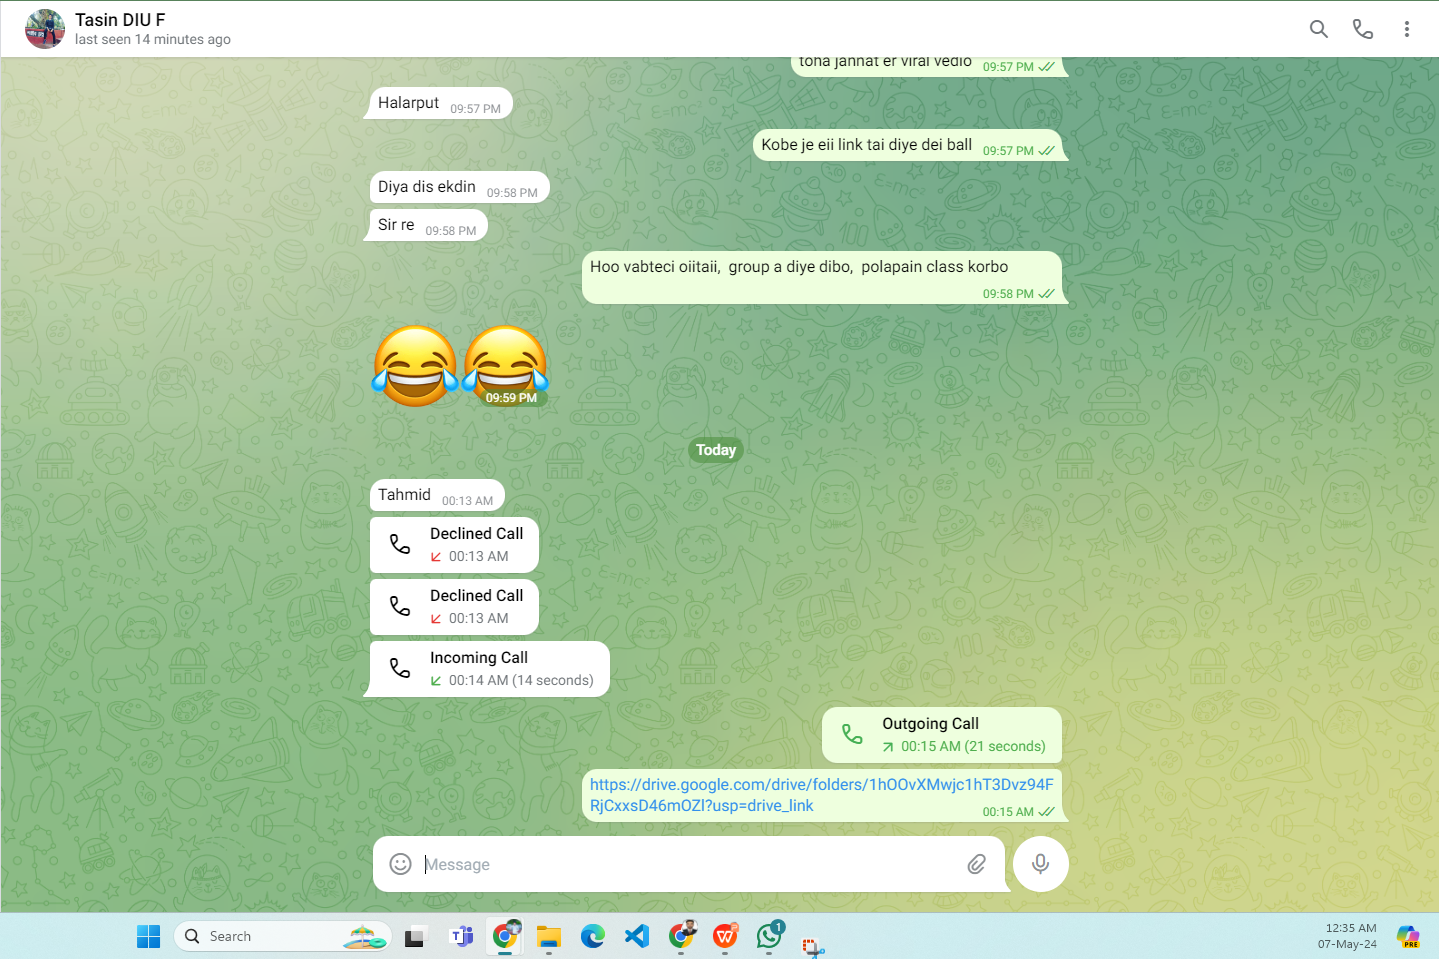 Tasin DIU F
last seen 14 minutes ago
toha jannat er viral vedio 09:57 PM
Halarput 09:57 PM
Kobe je eii link tai diye dei ball 09:57 PM
Diya dis ekdin 09:58 PM
Sir re 09:58 PM
Hoo vabteci oiitaii, group a diye dibo, polapain class korbo
09:58 PM
09:59 PM
Today
Tahmid 00:13 AM
Declined Call
00:13 AM
Declined Call
00:13 AM
Incoming Call
00:14 AM (14 seconds)
Outgoing Call
00:15 AM (21 seconds)
https://drive.google.com/drive/folders/1hOOvXMwjc1hT3Dvz94F
RjCxxsD46mOZl?usp=drive_link 00:15 AM
Message
Search
1
12:35 AM
07-May-24
PRE